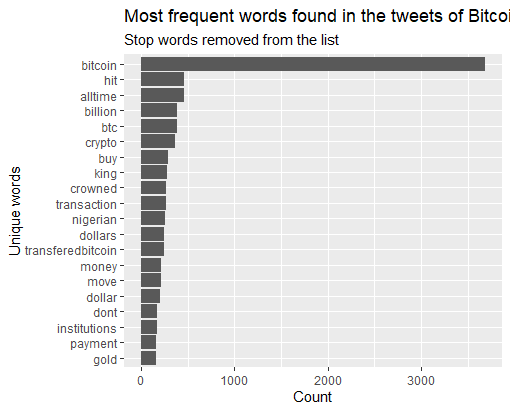 Most frequent words found in the tweets of Bitcoi
Stop words removed from the list
Unique words
bitcoin
hit
alltime
billion
btc
crypto
buy
king
crowned
transaction
nigerian
dollars
transferedbitcoin
money
move
dollar
dont
institutions
payment
gold
0 1000 2000 3000
Count